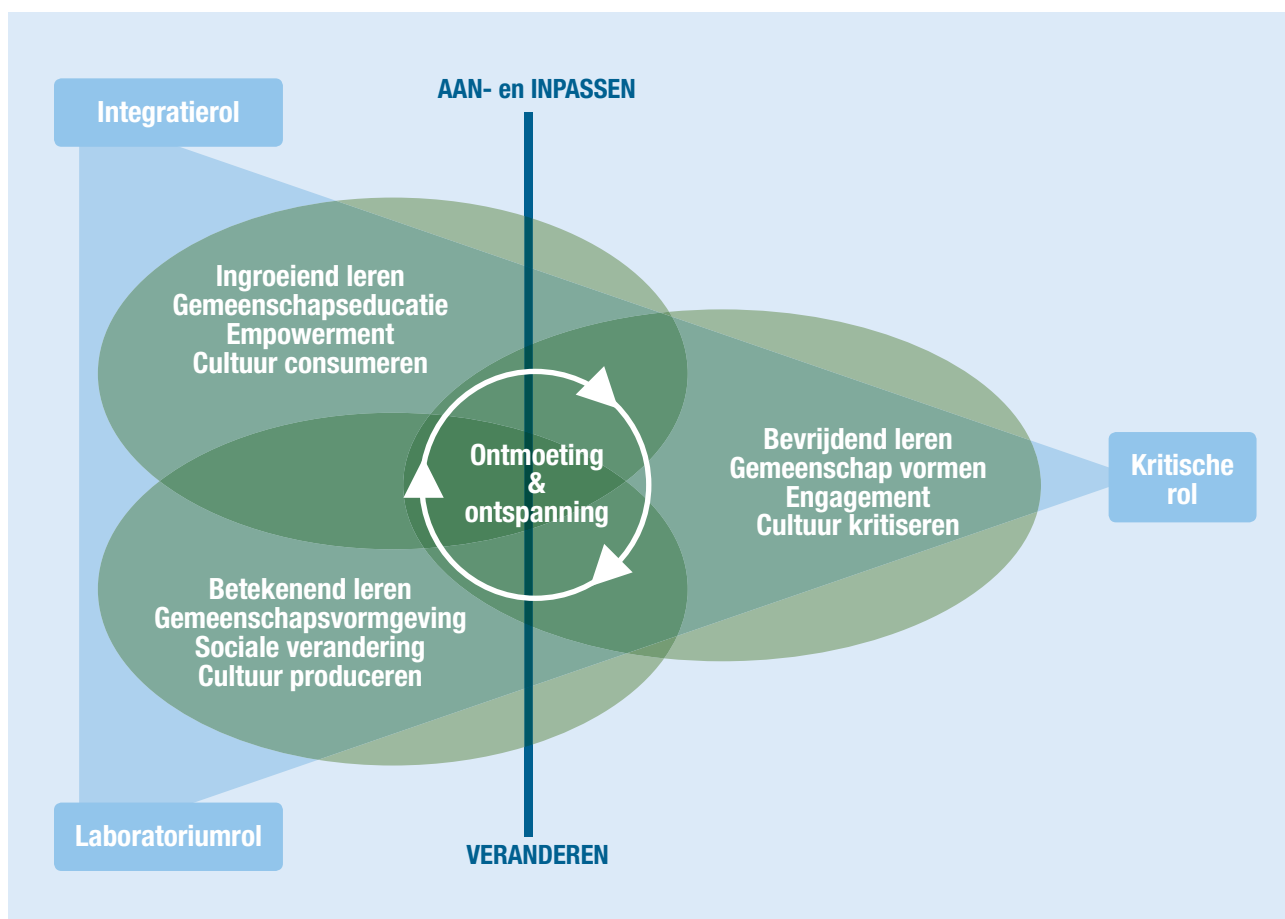 AAN- en INPASSEN
Integratierol
Ingroeiend leren
Gemeenschapseducatie
Empowerment
Cultuur consumeren
Ontmoeting
&
ontspanning
Bevrijdend leren
Gemeenschap vormen
Engagement
Cultuur kritiseren
Kritische
rol
Betekenend leren
Gemeenschapsvormgeving
Sociale verandering
Cultuur produceren
Laboratoriumrol
VERANDEREN